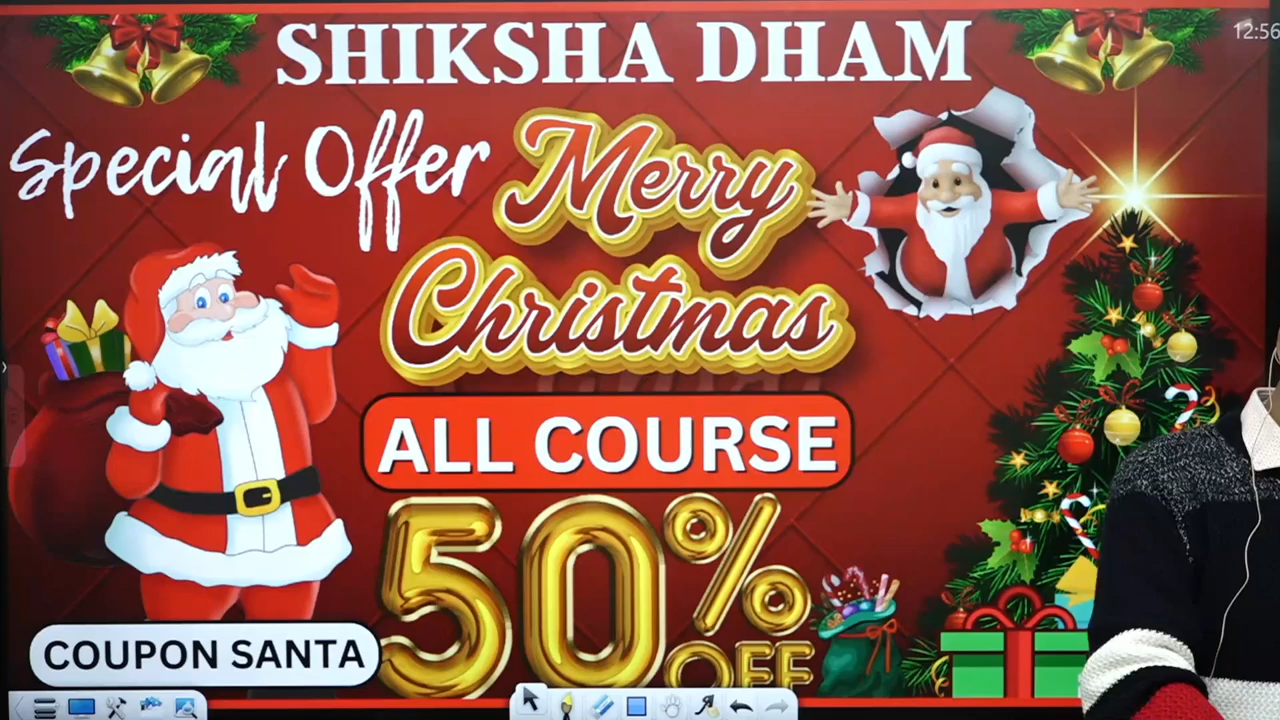 SHIKSHA DHAM
12:56
Special Offer
Merry
Christmas
ALL COURSE
50%
OFF
COUPON SANTA